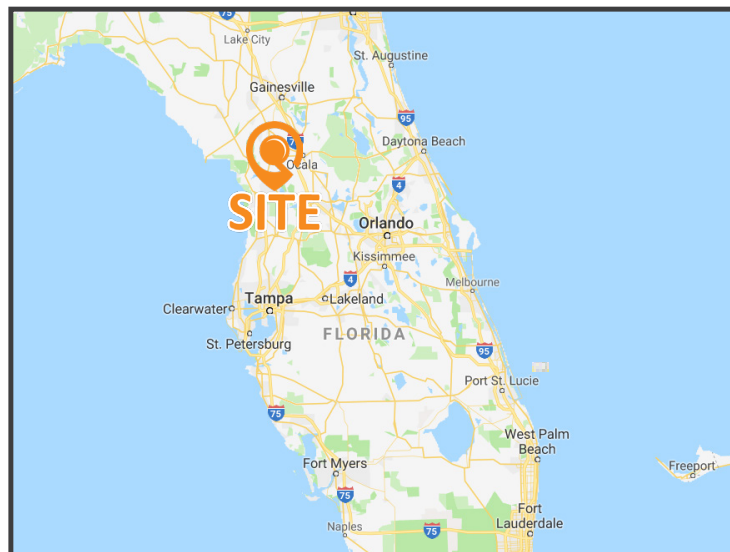 75
Lake City
St. Augustine
Gainesville
95
Daytona Beach
Ocala
4
SITE
Orlando
Kissimmee
4
Melbourne
Clearwater
Tampa
Lakeland
FLORIDA
St. Petersburg
95
Port St. Lucie
75
West Palm
Beach
Fort Myers
Freeport
75
Fort
Lauderdale
75
Naples